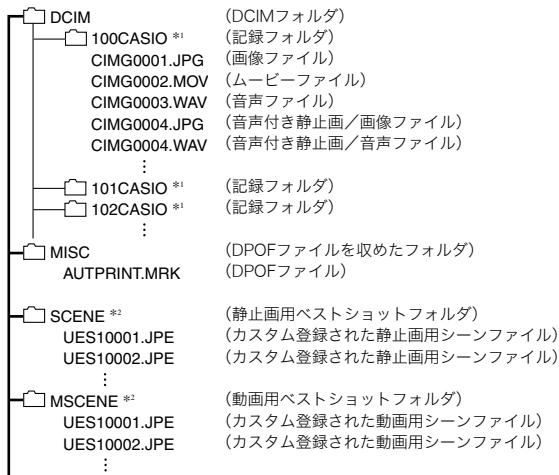 DCIM （DCIMフォルダ）
100CASIO *1 （記録フォルダ）
CIMG0001.JPG （画像ファイル）
CIMG0002.MOV （ムービーファイル）
CIMG0003.WAV （音声ファイル）
CIMG0004.JPG （音声付き静止画／画像ファイル）
CIMG0004.WAV （音声付き静止画／音声ファイル）
⋮
101CASIO *1 （記録フォルダ）
102CASIO *1 （記録フォルダ）
⋮
MISC （DPOFファイルを収めたフォルダ）
AUTPRINT.MRK （DPOFファイル）
SCENE *2 （静止画用ベストショットフォルダ）
UES10001.JPE （カスタム登録された静止画用シーンファイル）
UES10002.JPE （カスタム登録された静止画用シーンファイル）
⋮
MSCENE *2 （動画用ベストショットフォルダ）
UES10001.JPE （カスタム登録された動画用シーンファイル）
UES10002.JPE （カスタム登録された動画用シーンファイル）
⋮